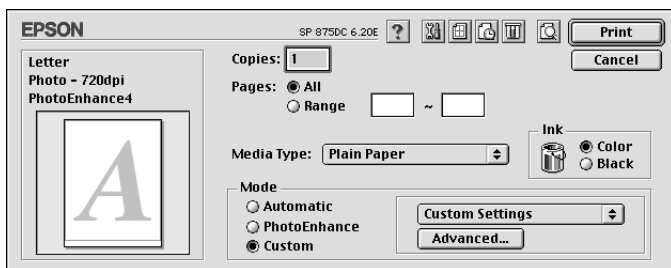 EPSON
SP 875DC 6.20E ?
Print
Cancel
Letter
Photo - 720dpi
PhotoEnhance4
A
Copies: 1
Pages: All
Range ~
Media Type: Plain Paper
Ink
Color
Black
Mode
Automatic
PhotoEnhance
Custom
Custom Settings
Advanced...